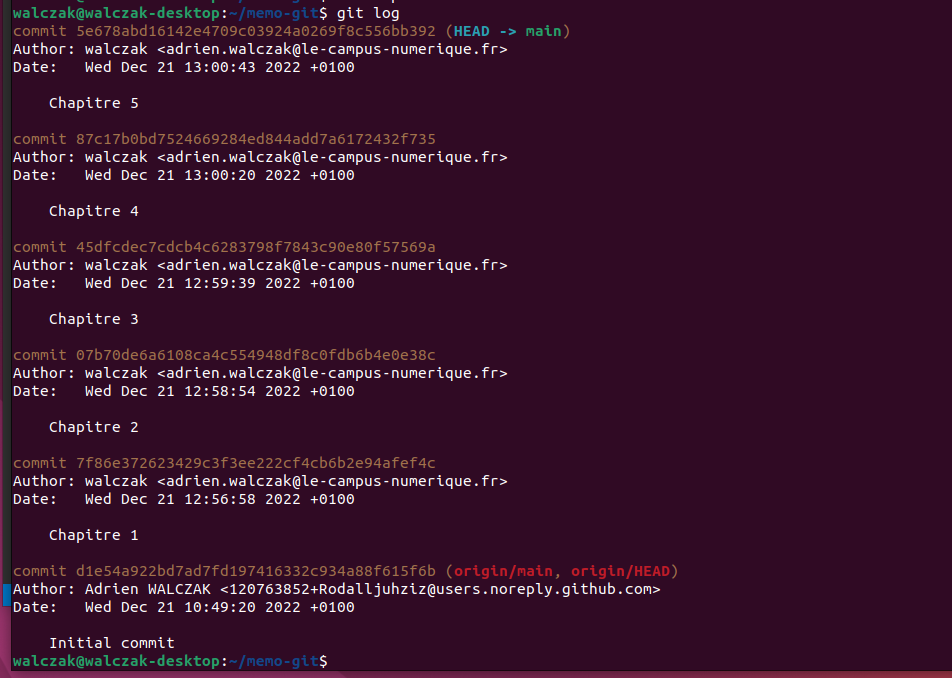 walczak@walczak-desktop:~/memo-git$ git log
commit 5e678abd16142e4709c03924a0269f8c556bb392 (HEAD -> main)
Author: walczak <adrien.walczak@le-campus-numerique.fr>
Date:   Wed Dec 21 13:00:43 2022 +0100
Chapitre 5
commit 87c17b0bd7524669284ed844add7a6172432f735
Author: walczak <adrien.walczak@le-campus-numerique.fr>
Date:   Wed Dec 21 13:00:20 2022 +0100
Chapitre 4
commit 45dfcdec7cdcb4c6283798f7843c90e80f57569a
Author: walczak <adrien.walczak@le-campus-numerique.fr>
Date:   Wed Dec 21 12:59:39 2022 +0100
Chapitre 3
commit 07b70de6a6108ca4c554948df8c0fdb6b4e0e38c
Author: walczak <adrien.walczak@le-campus-numerique.fr>
Date:   Wed Dec 21 12:58:54 2022 +0100
Chapitre 2
commit 7f86e372623429c3f3ee222cf4cb6b2e94afef4c
Author: walczak <adrien.walczak@le-campus-numerique.fr>
Date:   Wed Dec 21 12:56:58 2022 +0100
Chapitre 1
commit d1e54a922bd7ad7fd197416332c934a88f615f6b (origin/main, origin/HEAD)
Author: Adrien WALCZAK <120763852+Rodalljuhziz@users.noreply.github.com>
Date:   Wed Dec 21 10:49:20 2022 +0100
Initial commit
walczak@walczak-desktop:~/memo-git$